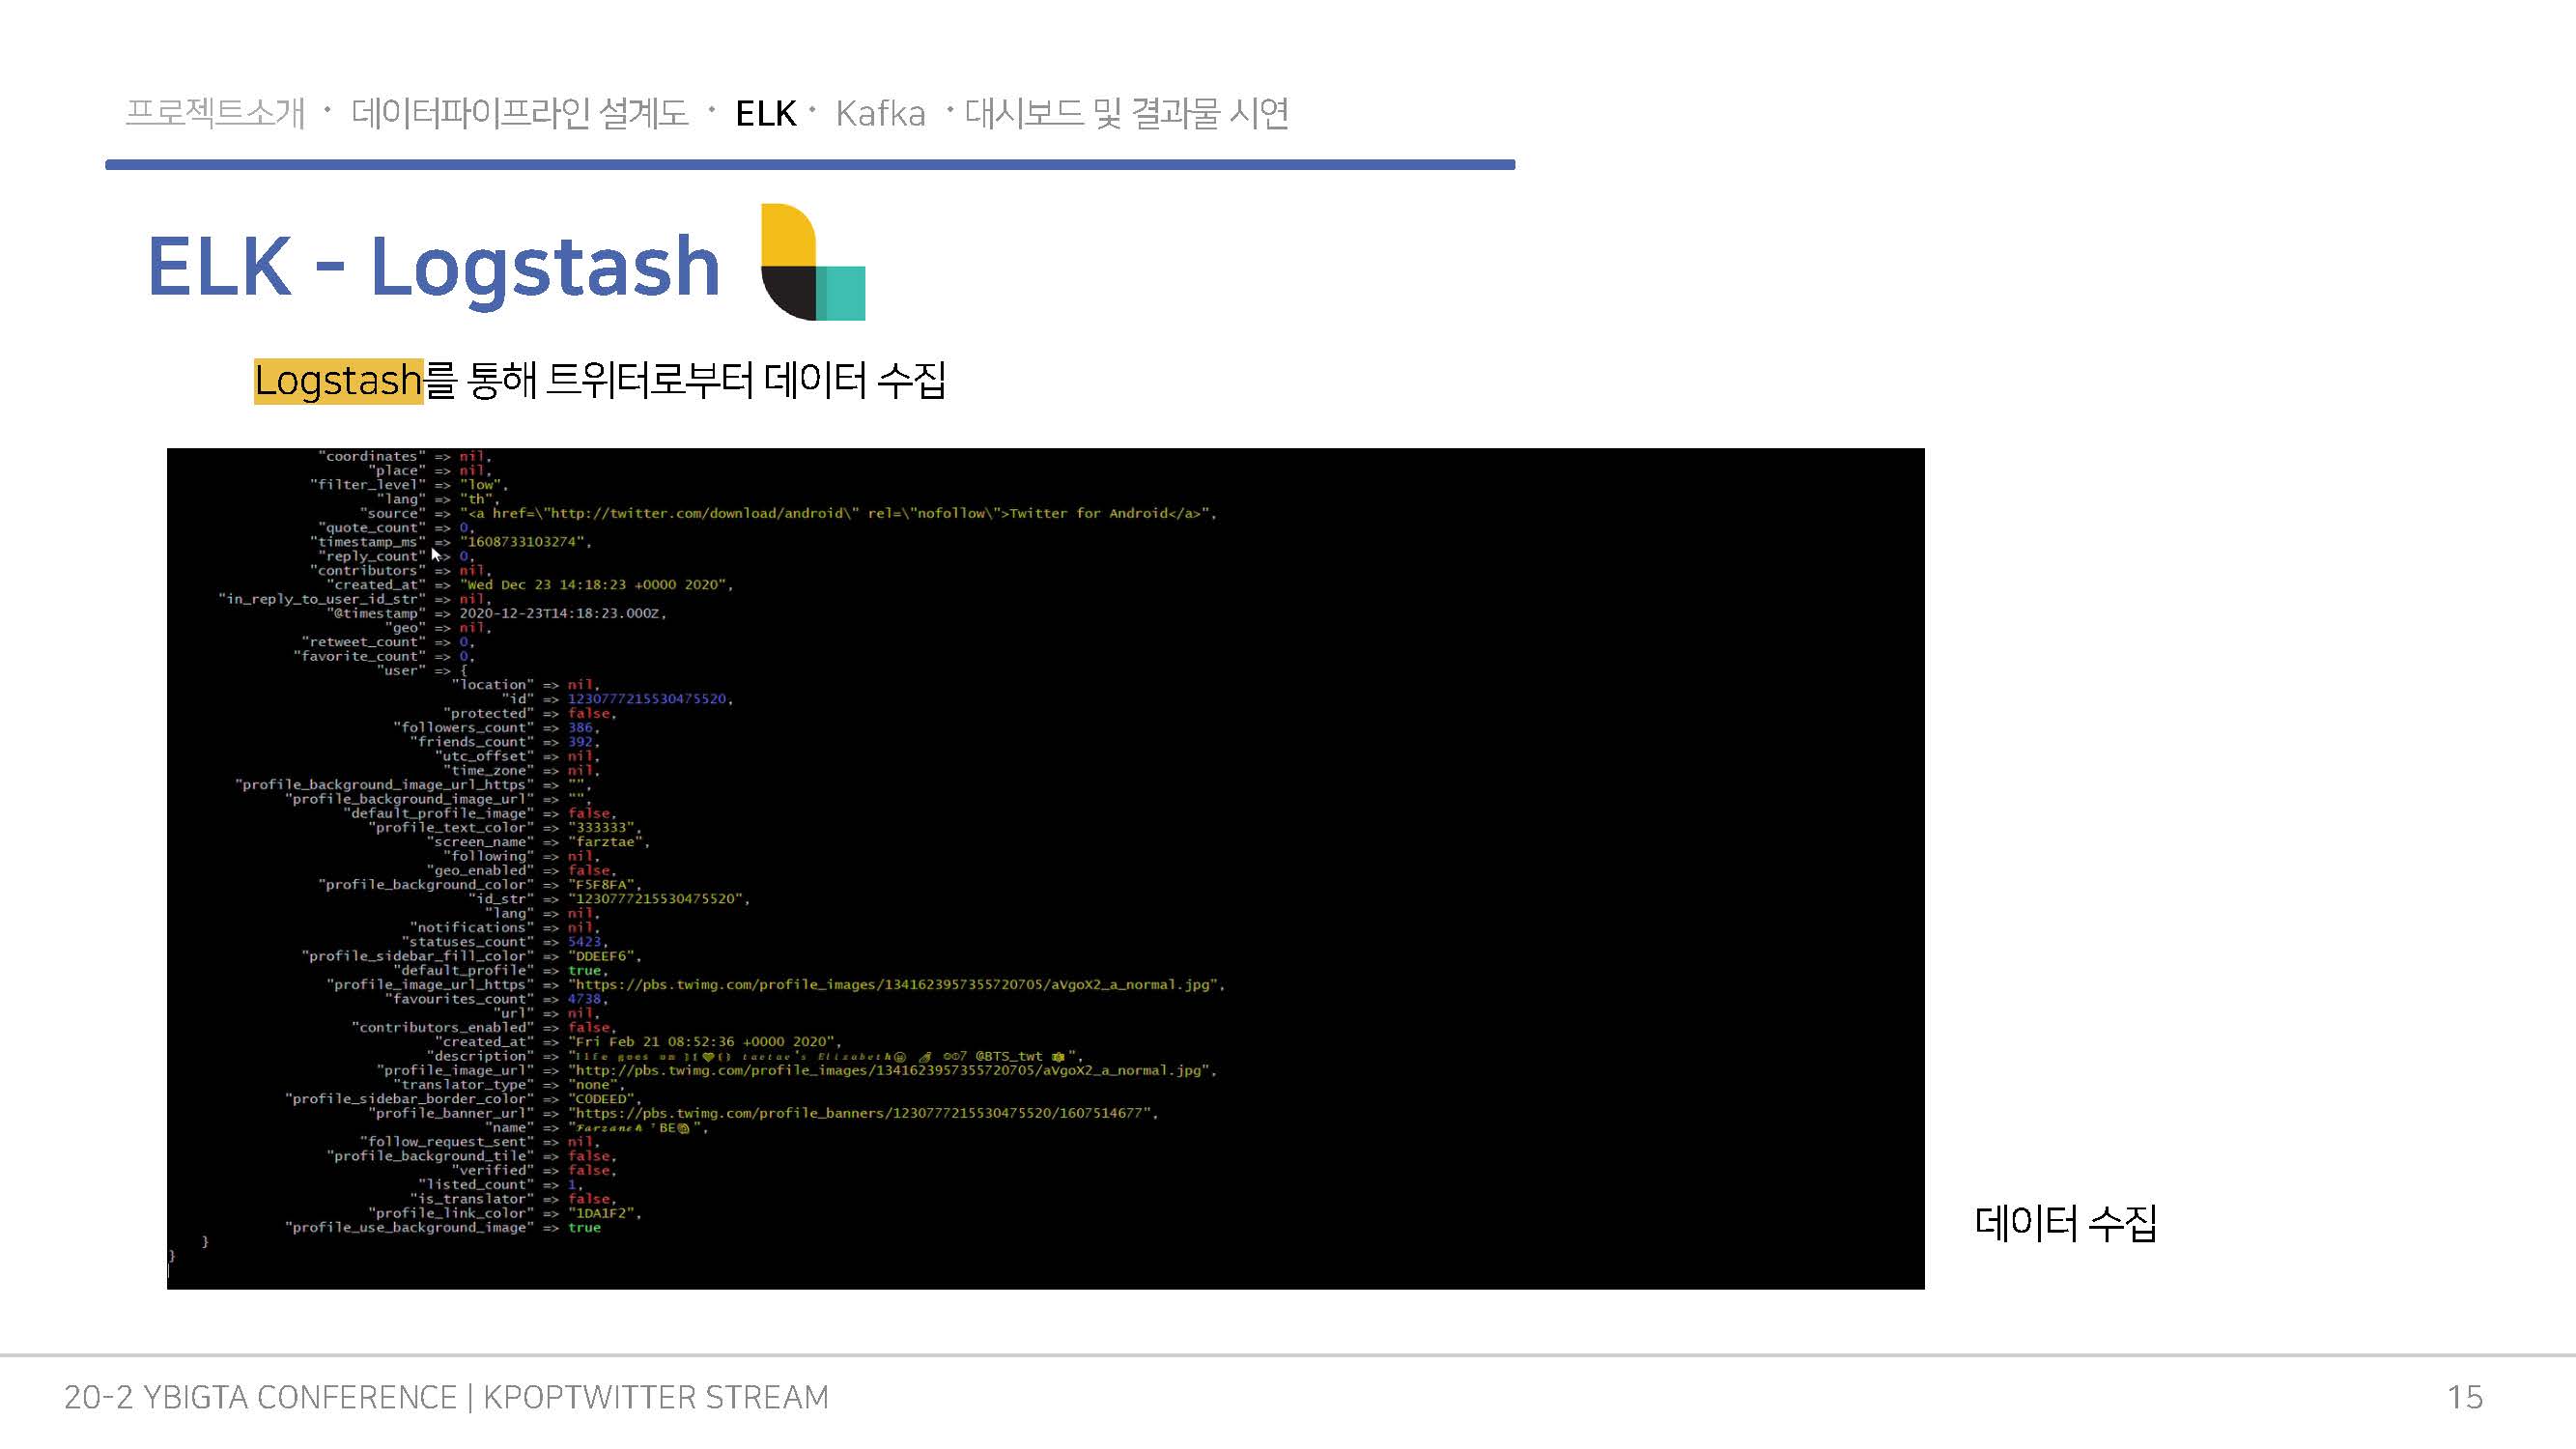 프로젝트소개 · 데이터파이프라인 설계도 · ELK · Kafka · 대시보드 및 결과물 시연
ELK - Logstash
Logstash를 통해 트위터로부터 데이터 수집
"coordinates" => nil,
"place" => nil,
"filter_level" => "low",
"lang" => "th",
"source" => "<a href=\"http://twitter.com/download/android\" rel=\"nofollow\">Twitter for Android</a>",
"quote_count" => 0,
"timestamp_ms" => "1608733103274",
"reply_count" => 0,
"contributors" => nil,
"created_at" => "Wed Dec 23 14:18:23 +0000 2020",
"in_reply_to_user_id_str" => nil,
"@timestamp" => 2020-12-23T14:18:23.000Z,
"geo" => nil,
"retweet_count" => 0,
"favorite_count" => 0,
"user" => {
"location" => nil,
"id" => 1230777215530475520,
"protected" => false,
"followers_count" => 386,
"friends_count" => 392,
"utc_offset" => nil,
"time_zone" => nil,
"profile_background_image_url_https" => "",
"profile_background_image_url" => "",
"default_profile_image" => false,
"profile_text_color" => "333333",
"screen_name" => "farztae",
"following" => nil,
"geo_enabled" => false,
"profile_background_color" => "F5F8FA",
"id_str" => "1230777215530475520",
"lang" => nil,
"notifications" => nil,
"statuses_count" => 5423,
"profile_sidebar_fill_color" => "DDEEF6",
"default_profile" => true,
"profile_image_url_https" => "https://pbs.twimg.com/profile_images/1341623957355720705/aVgoX2_a_normal.jpg",
"favourites_count" => 4738,
"url" => nil,
"contributors_enabled" => false,
"created_at" => "Fri Feb 21 08:52:36 +0000 2020",
"description" => "life goes on taetae's Elizabeth @BTS_twt",
"profile_image_url" => "http://pbs.twimg.com/profile_images/1341623957355720705/aVgoX2_a_normal.jpg",
"translator_type" => "none",
"profile_sidebar_border_color" => "C0DEED",
"profile_banner_url" => "https://pbs.twimg.com/profile_banners/1230777215530475520/1607514677",
"name" => "Farzaneh ⁷BE",
"follow_request_sent" => nil,
"profile_background_tile" => false,
"verified" => false,
"listed_count" => 1,
"is_translator" => false,
"profile_link_color" => "1DA1F2",
"profile_use_background_image" => true
}
}
데이터 수집
20-2 YBIGTA CONFERENCE | KPOPTWITTER STREAM
15